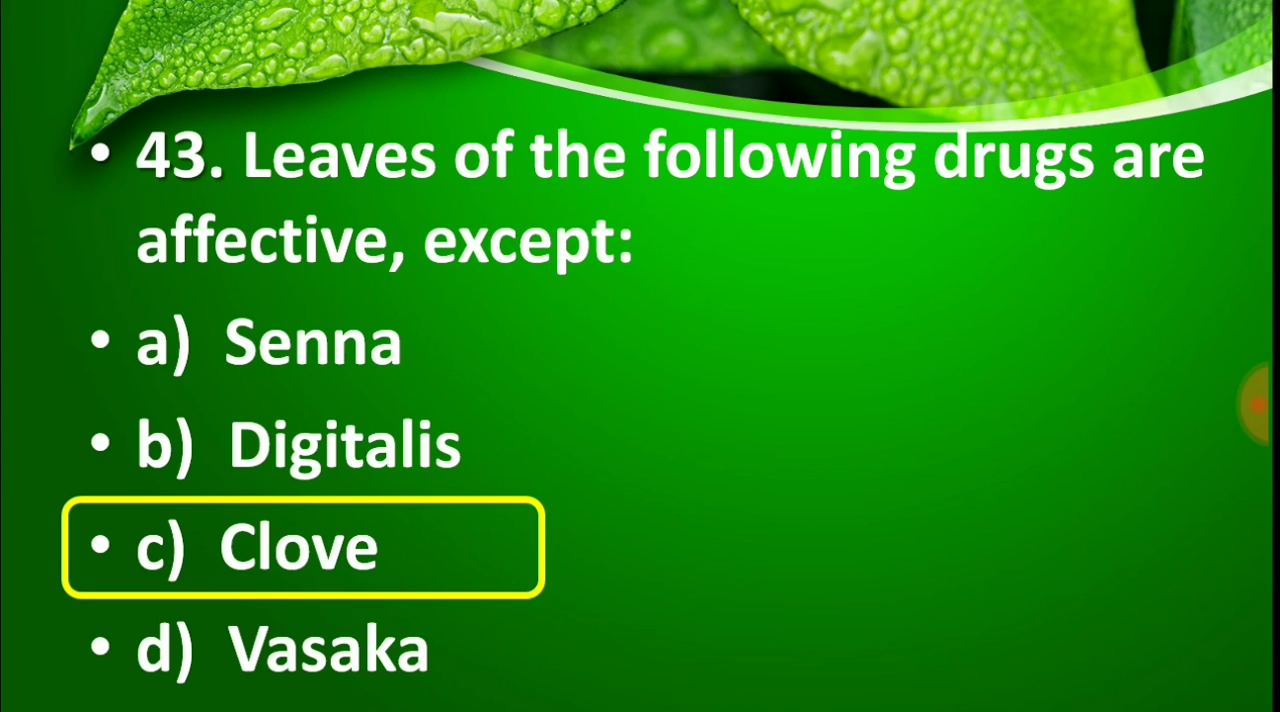 • 43. Leaves of the following drugs are
affective, except:
• a) Senna
• b) Digitalis
• c) Clove
• d) Vasaka